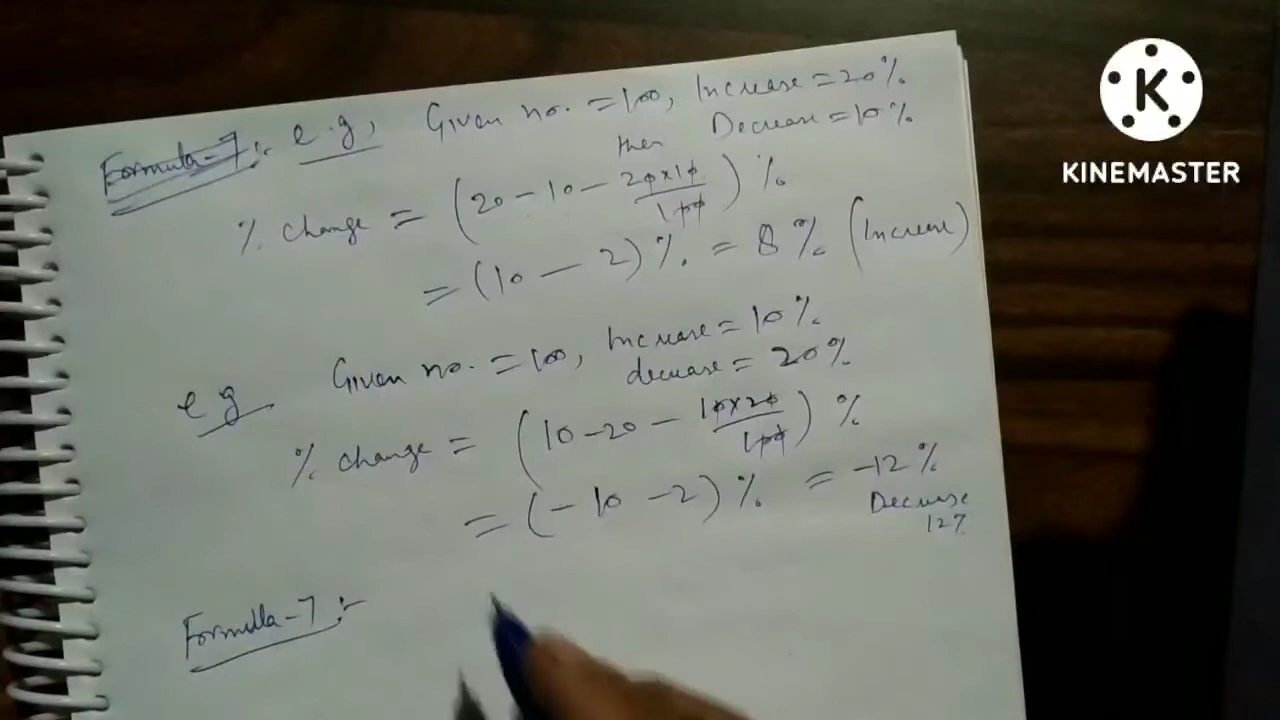 Formula-7:- e.g, Given no. = 100, Increase = 20%
then Decrease = 10%
% change = (20 - 10 - 20x10/100) %
= (10 - 2) % = 8 % (Increase)
e g Given no. = 100, Increase = 10%
decrease = 20%
% change = (10 - 20 - 10x20/100) %
= (-10 -2) % = -12 %
Decrease
12%
Formulla-7 :-
K
KINEMASTER